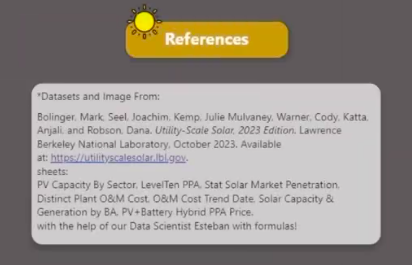 References
*Datasets and Image From:
Bolinger, Mark, Seel, Joachim, Kemp, Julie Mulvaney, Warner, Cody, Katta,
Anjali, and Robson, Dana. Utility-Scale Solar, 2023 Edition. Lawrence
Berkeley National Laboratory, October 2023. Available
at: https://utilityscalesolar.lbl.gov.
sheets:
PV Capacity By Sector, LevelTen PPA, Stat Solar Market Penetration,
Distinct Plant O&M Cost, O&M Cost Trend Date, Solar Capacity &
Generation by BA, PV+Battery Hybrid PPA Price.
with the help of our Data Scientist Esteban with formulas!